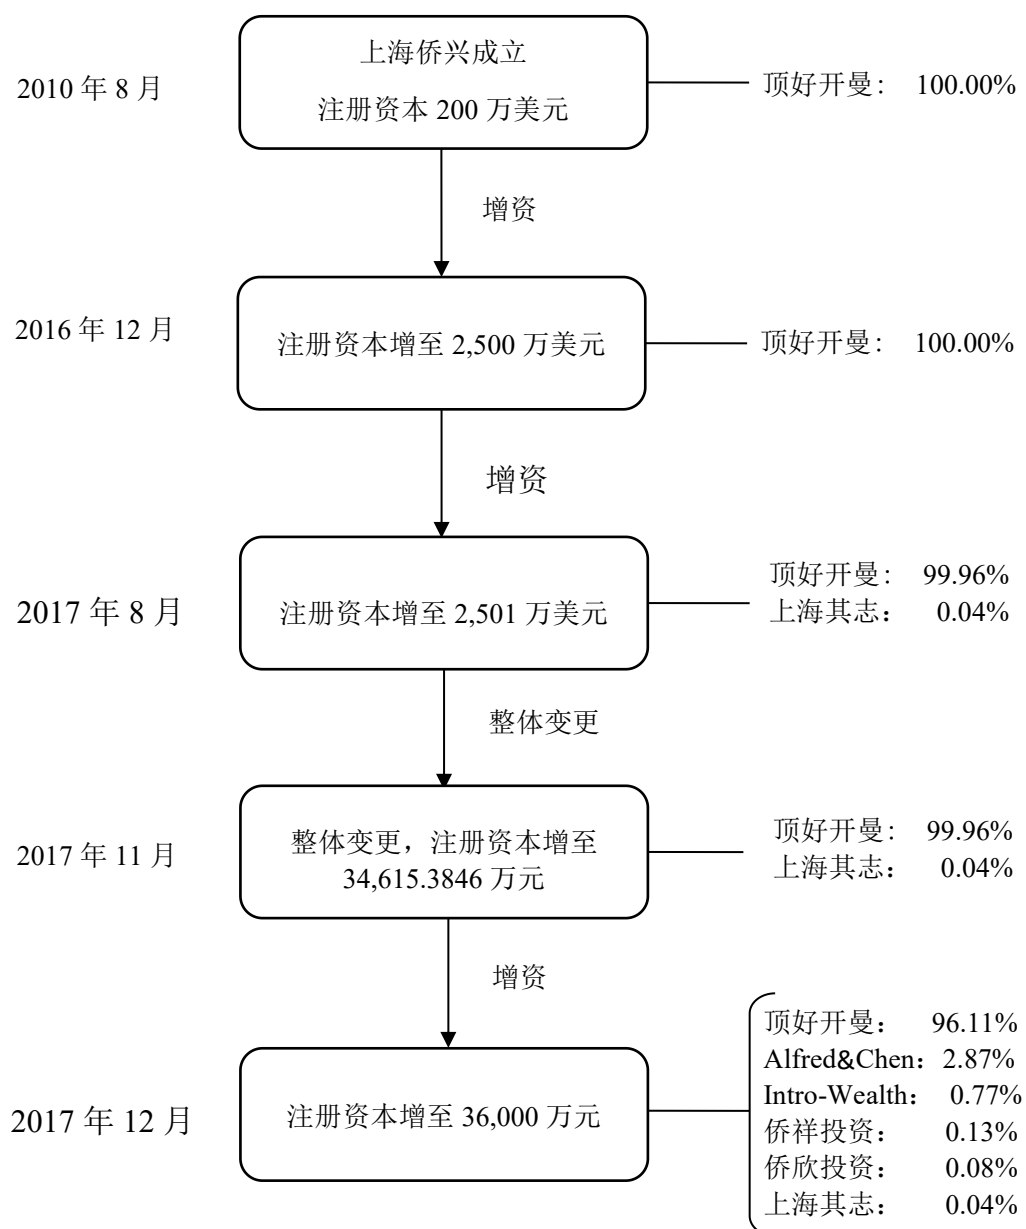 上海侨兴成立
2010 年 8 月
注册资本 200 万美元
顶好开曼： 100.00%
增资
2016 年 12 月
注册资本增至 2,500 万美元
顶好开曼： 100.00%
增资
2017 年 8 月
注册资本增至 2,501 万美元
顶好开曼： 99.96%
上海其志： 0.04%
整体变更
2017 年 11 月
整体变更，注册资本增至
34,615.3846 万元
顶好开曼： 99.96%
上海其志： 0.04%
增资
2017 年 12 月
注册资本增至 36,000 万元
顶好开曼： 96.11%
Alfred&Chen：2.87%
Intro-Wealth： 0.77%
侨祥投资： 0.13%
侨欣投资： 0.08%
上海其志： 0.04%